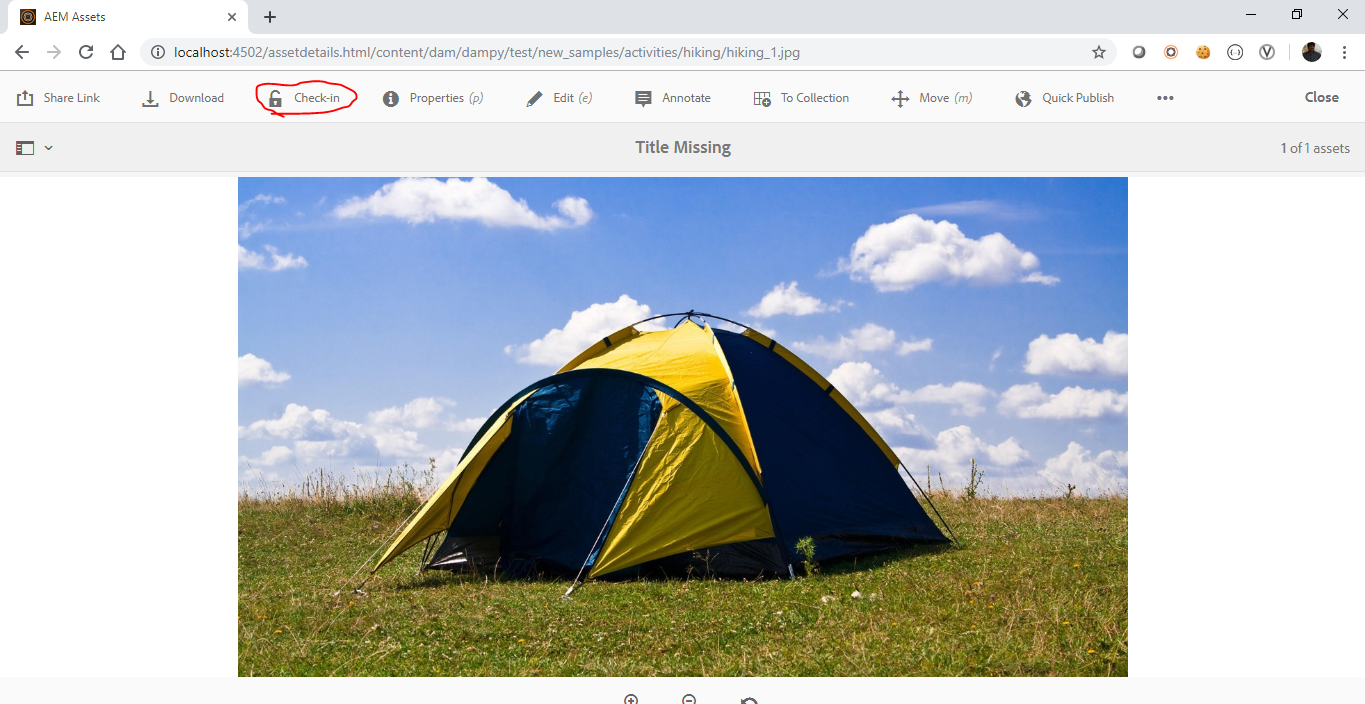 AEM Assets
localhost:4502/assetdetails.html/content/dam/dampy/test/new_samples/activities/hiking/hiking_1.jpg
Share Link Download Check-in Properties (p) Edit (e) Annotate To Collection Move (m) Quick Publish Close
Title Missing 1 of 1 assets